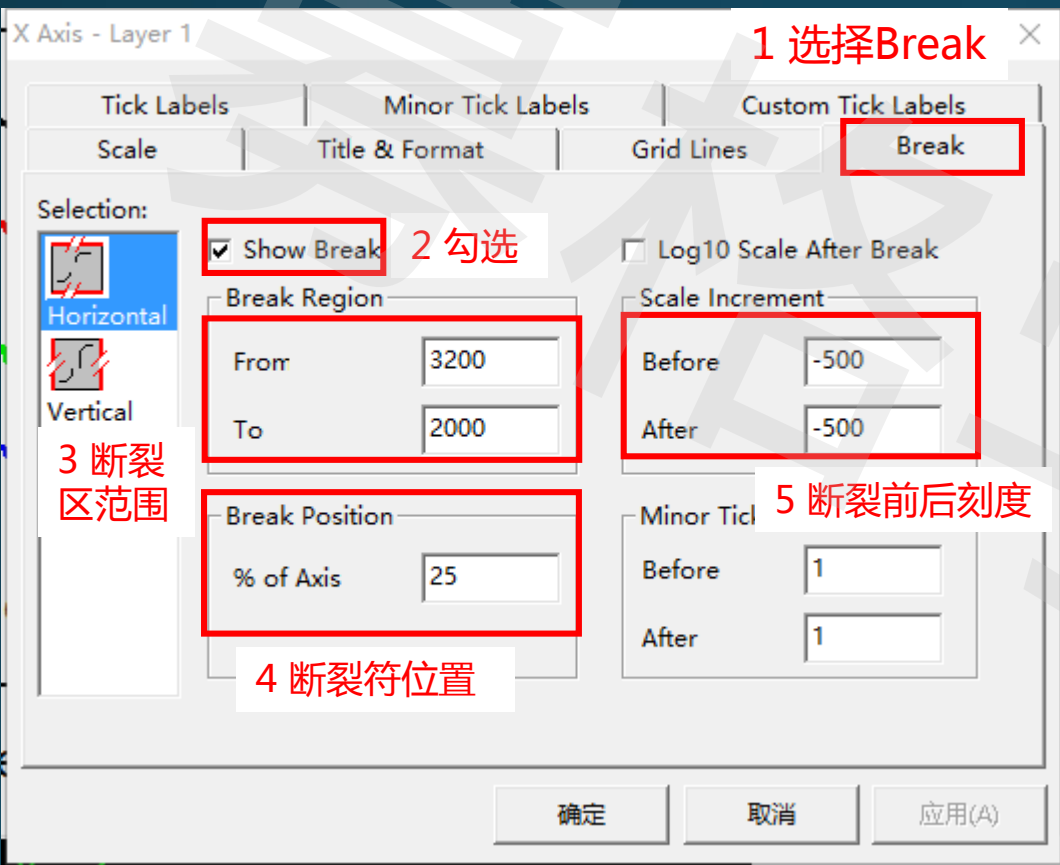 X Axis - Layer 1
1 选择Break
Tick Labels
Minor Tick Labels
Custom Tick Labels
Scale
Title & Format
Grid Lines
Break
Selection:
Horizontal
Vertical
Show Break
2 勾选
Log10 Scale After Break
Break Region
From
3200
To
2000
3 断裂
区范围
Scale Increment
Before
-500
After
-500
5 断裂前后刻度
Break Position
% of Axis
25
4 断裂符位置
Minor Tick
Before
1
After
1
确定
取消
应用(A)